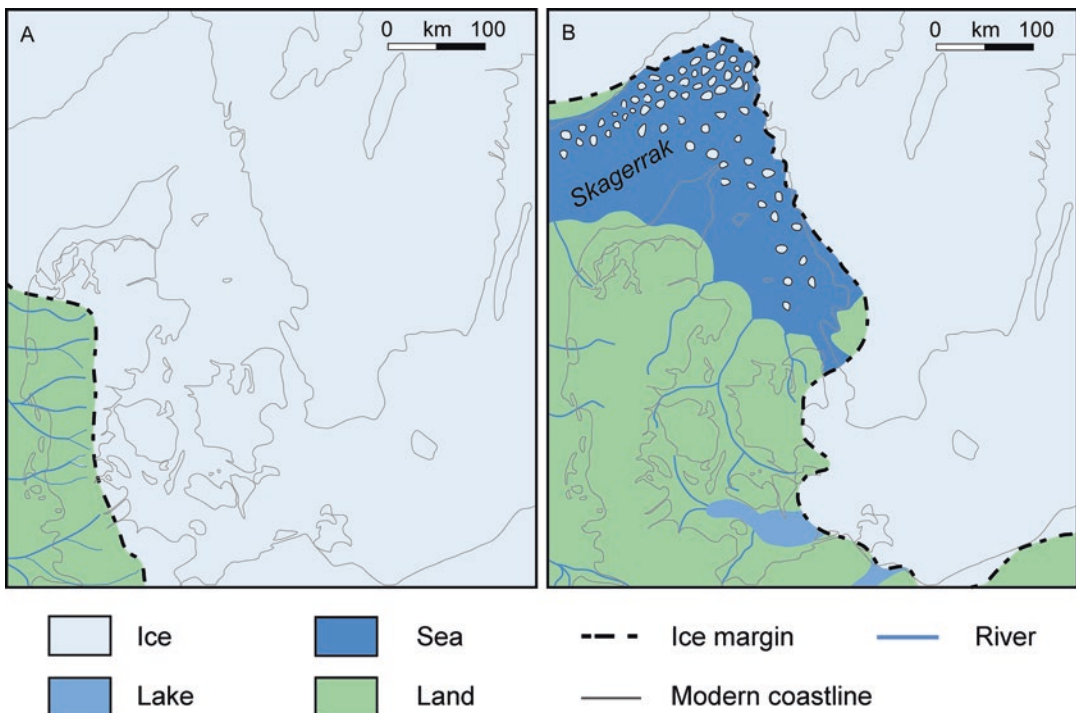 A
0 km 100
B
0 km 100
Skagerrak
Ice
Sea
Ice margin
River
Lake
Land
Modern coastline